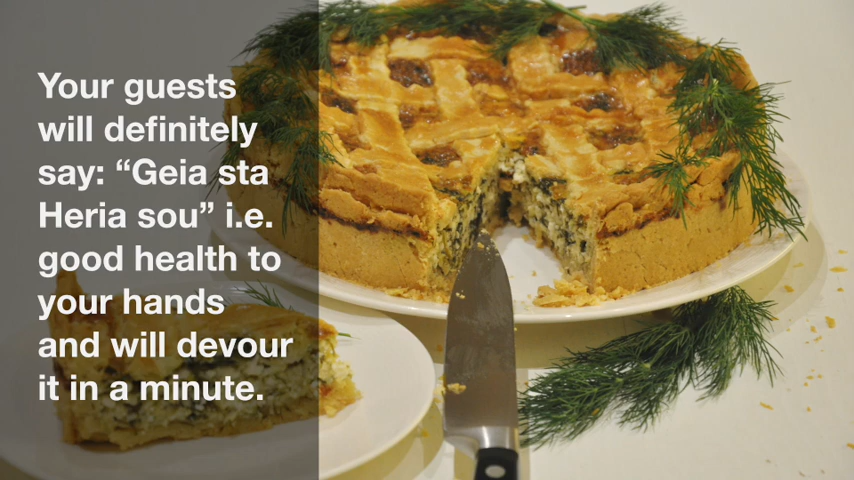 Your guests
will definitely
say: “Geia sta
Heria sou” i.e.
good health to
your hands
and will devour
it in a minute.